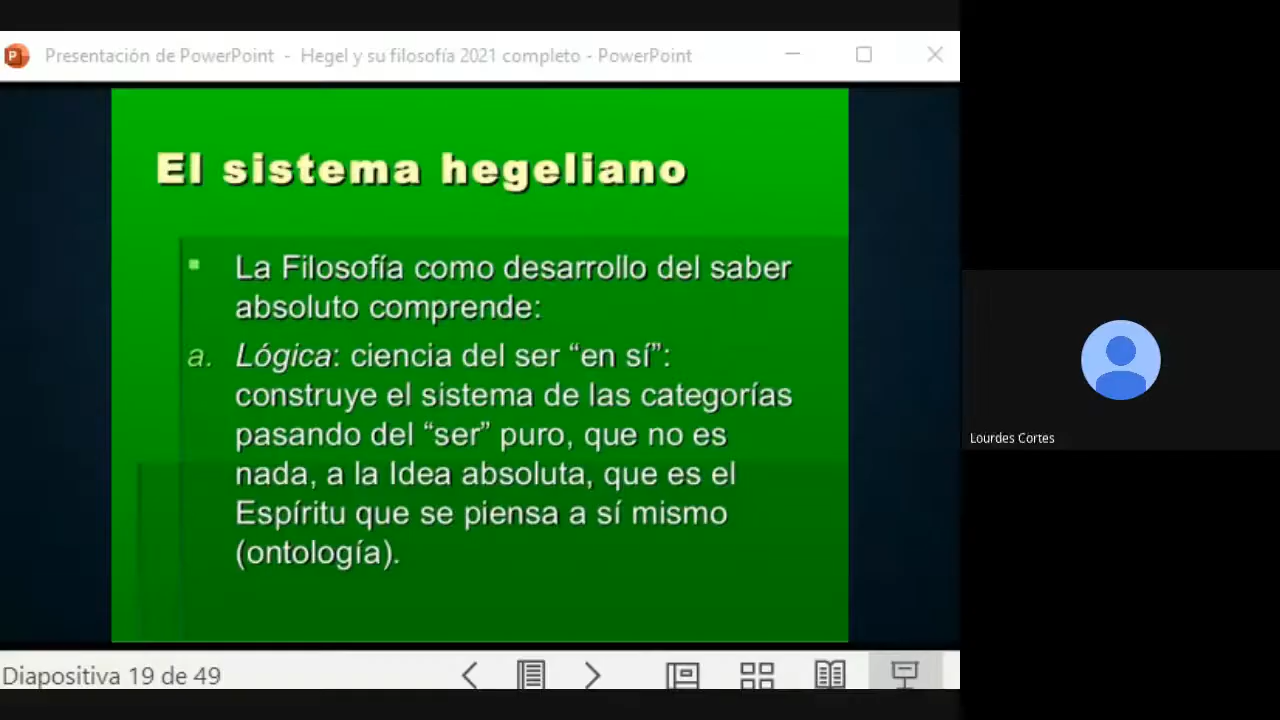 Presentación de PowerPoint - Hegel y su filosofía 2021 completo - PowerPoint
El sistema hegeliano
La Filosofía como desarrollo del saber
absoluto comprende:
a. Lógica: ciencia del ser “en sí”:
construye el sistema de las categorías
pasando del “ser” puro, que no es
nada, a la Idea absoluta, que es el
Espíritu que se piensa a sí mismo
(ontología).
Lourdes Cortes
Diapositiva 19 de 49